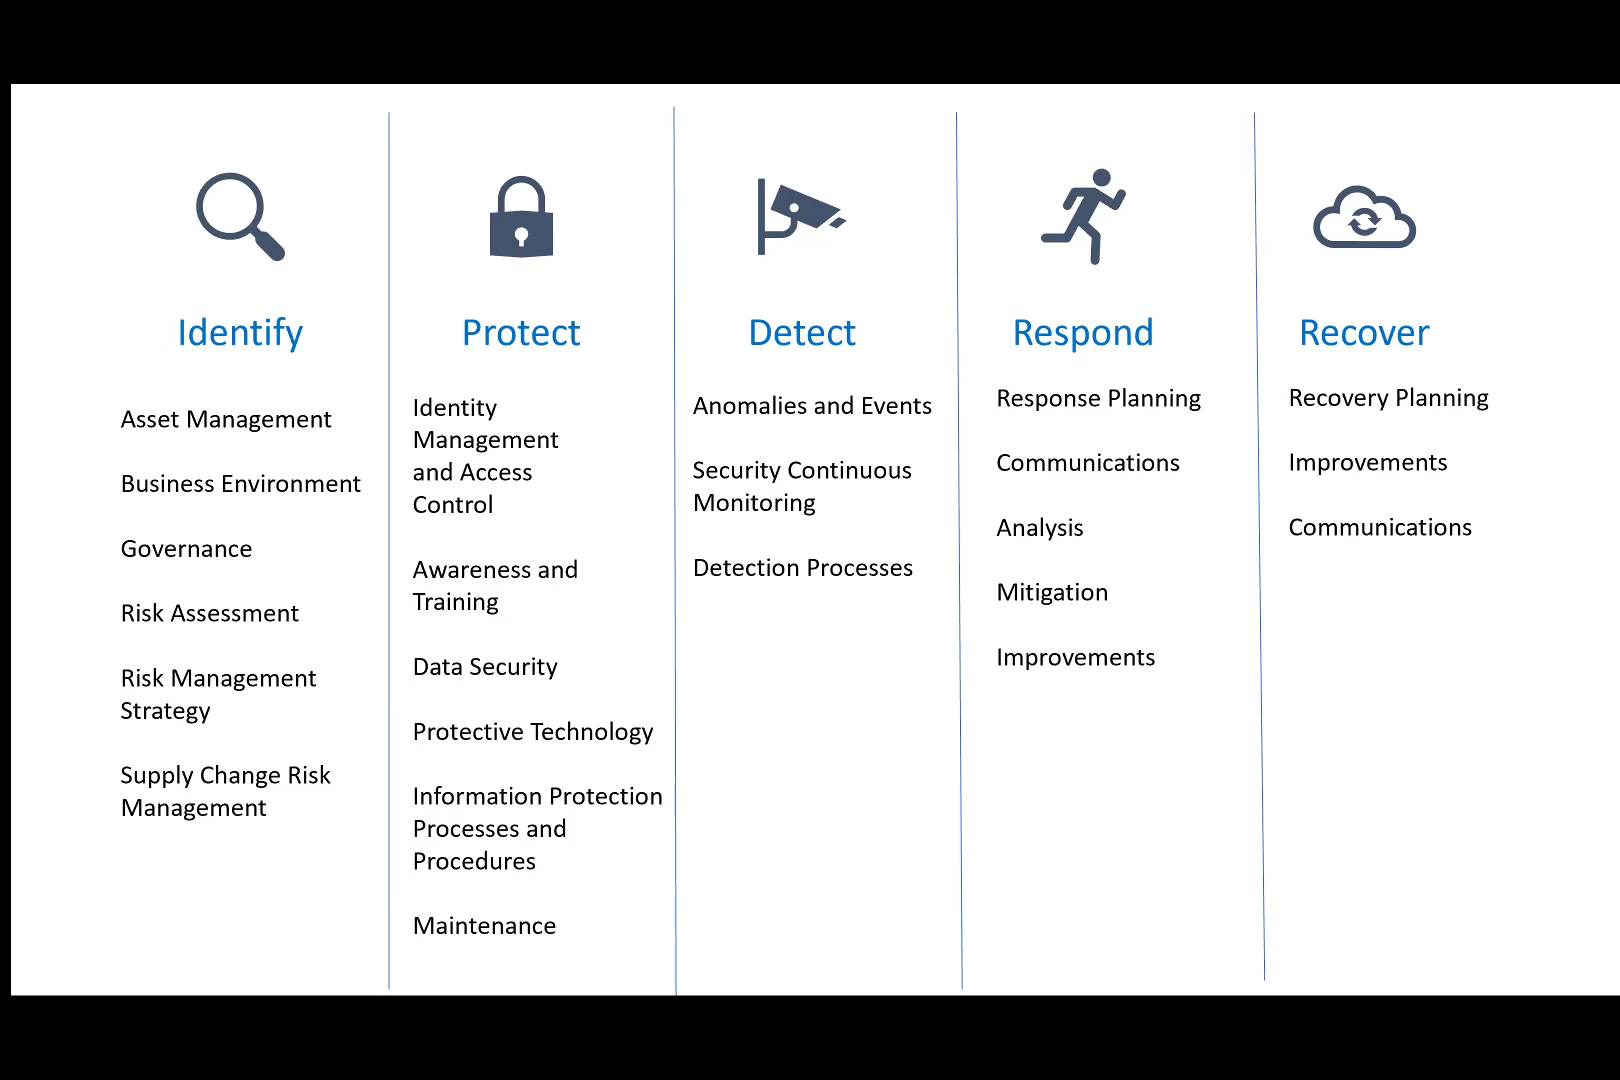 Identify
Asset Management
Business Environment
Governance
Risk Assessment
Risk Management
Strategy
Supply Change Risk
Management
Protect
Identity
Management
and Access
Control
Awareness and
Training
Data Security
Protective Technology
Information Protection
Processes and
Procedures
Maintenance
Detect
Anomalies and Events
Security Continuous
Monitoring
Detection Processes
Respond
Response Planning
Communications
Analysis
Mitigation
Improvements
Recover
Recovery Planning
Improvements
Communications